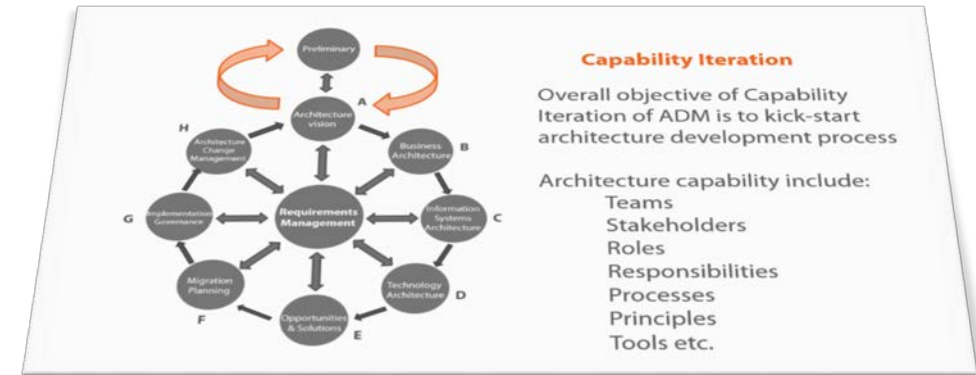 Preliminary
A
Architecture
vision
H
Architecture
Change
Management
Business
Architecture
B
G
Implementation
Governance
Requirements
Management
Information
Systems
Architecture
C
Migration
Planning
F
Technology
Architecture
D
Opportunities
& Solutions
E
Capability Iteration
Overall objective of Capability
Iteration of ADM is to kick-start
architecture development process
Architecture capability include:
Teams
Stakeholders
Roles
Responsibilities
Processes
Principles
Tools etc.